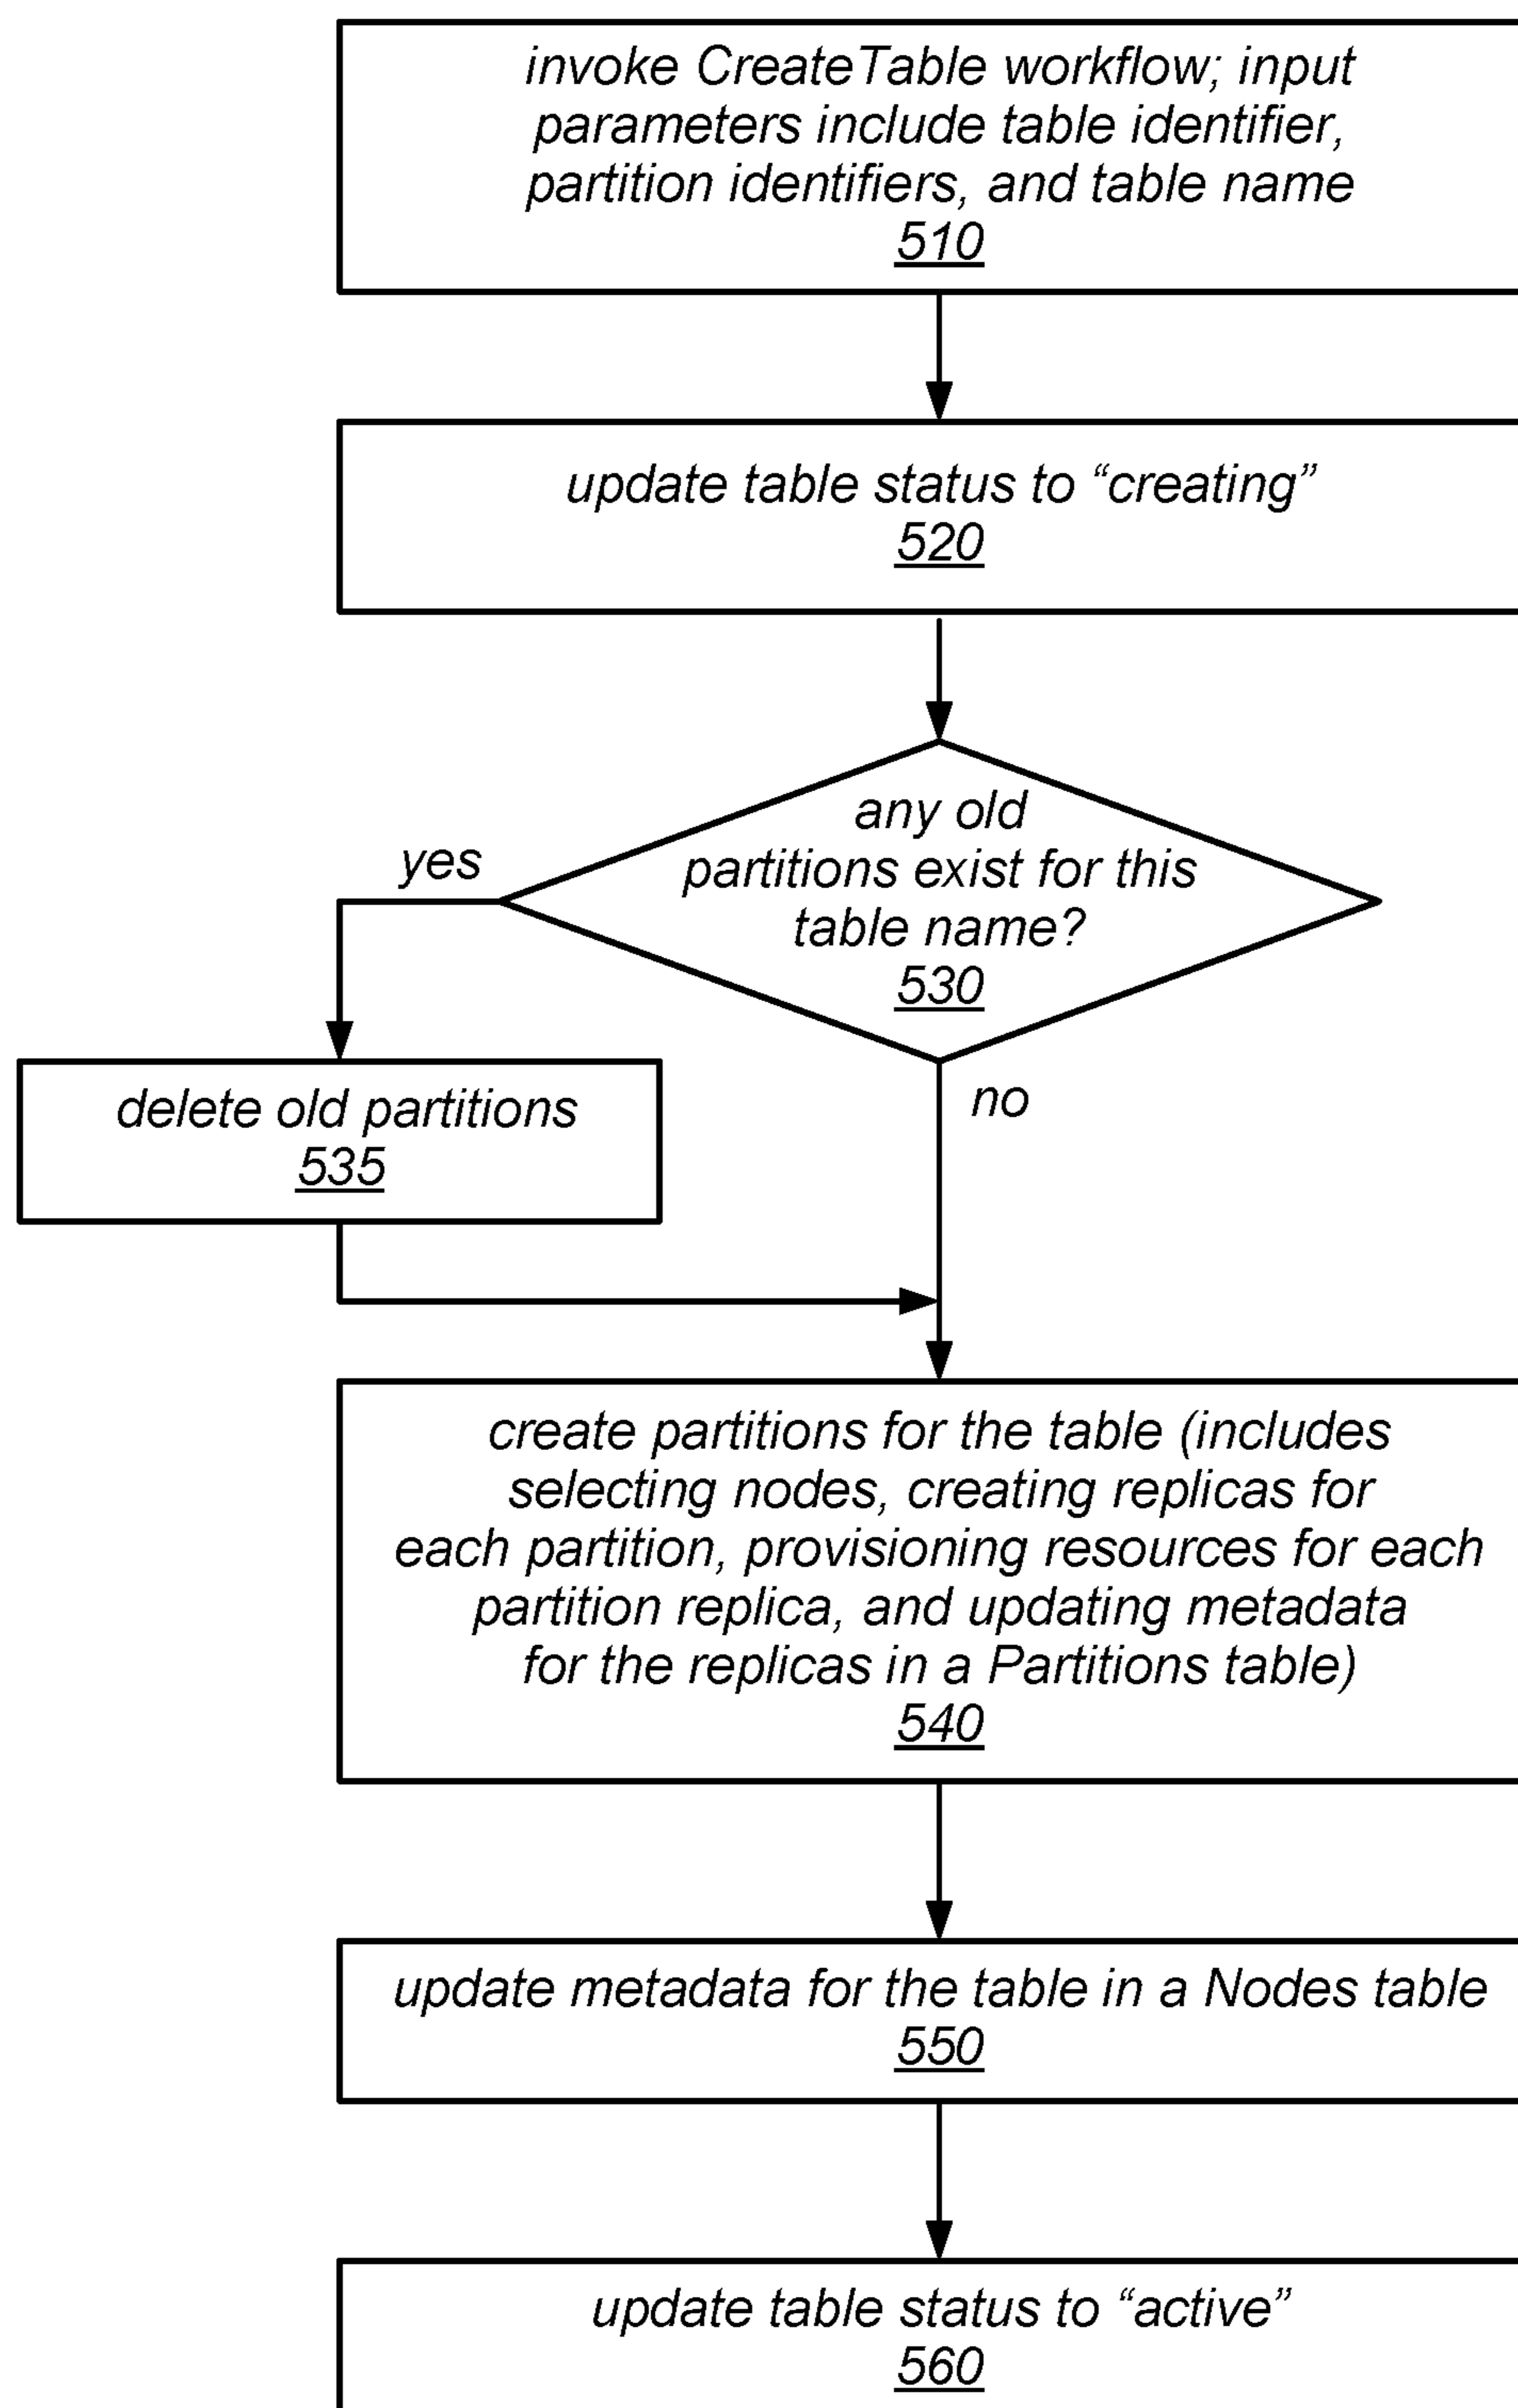 invoke CreateTable workflow; input
parameters include table identifier,
partition identifiers, and table name
510
update table status to “creating”
520
any old
partitions exist for this
table name?
530
yes
no
delete old partitions
535
create partitions for the table (includes
selecting nodes, creating replicas for
each partition, provisioning resources for each
partition replica, and updating metadata
for the replicas in a Partitions table)
540
update metadata for the table in a Nodes table
550
update table status to “active”
560